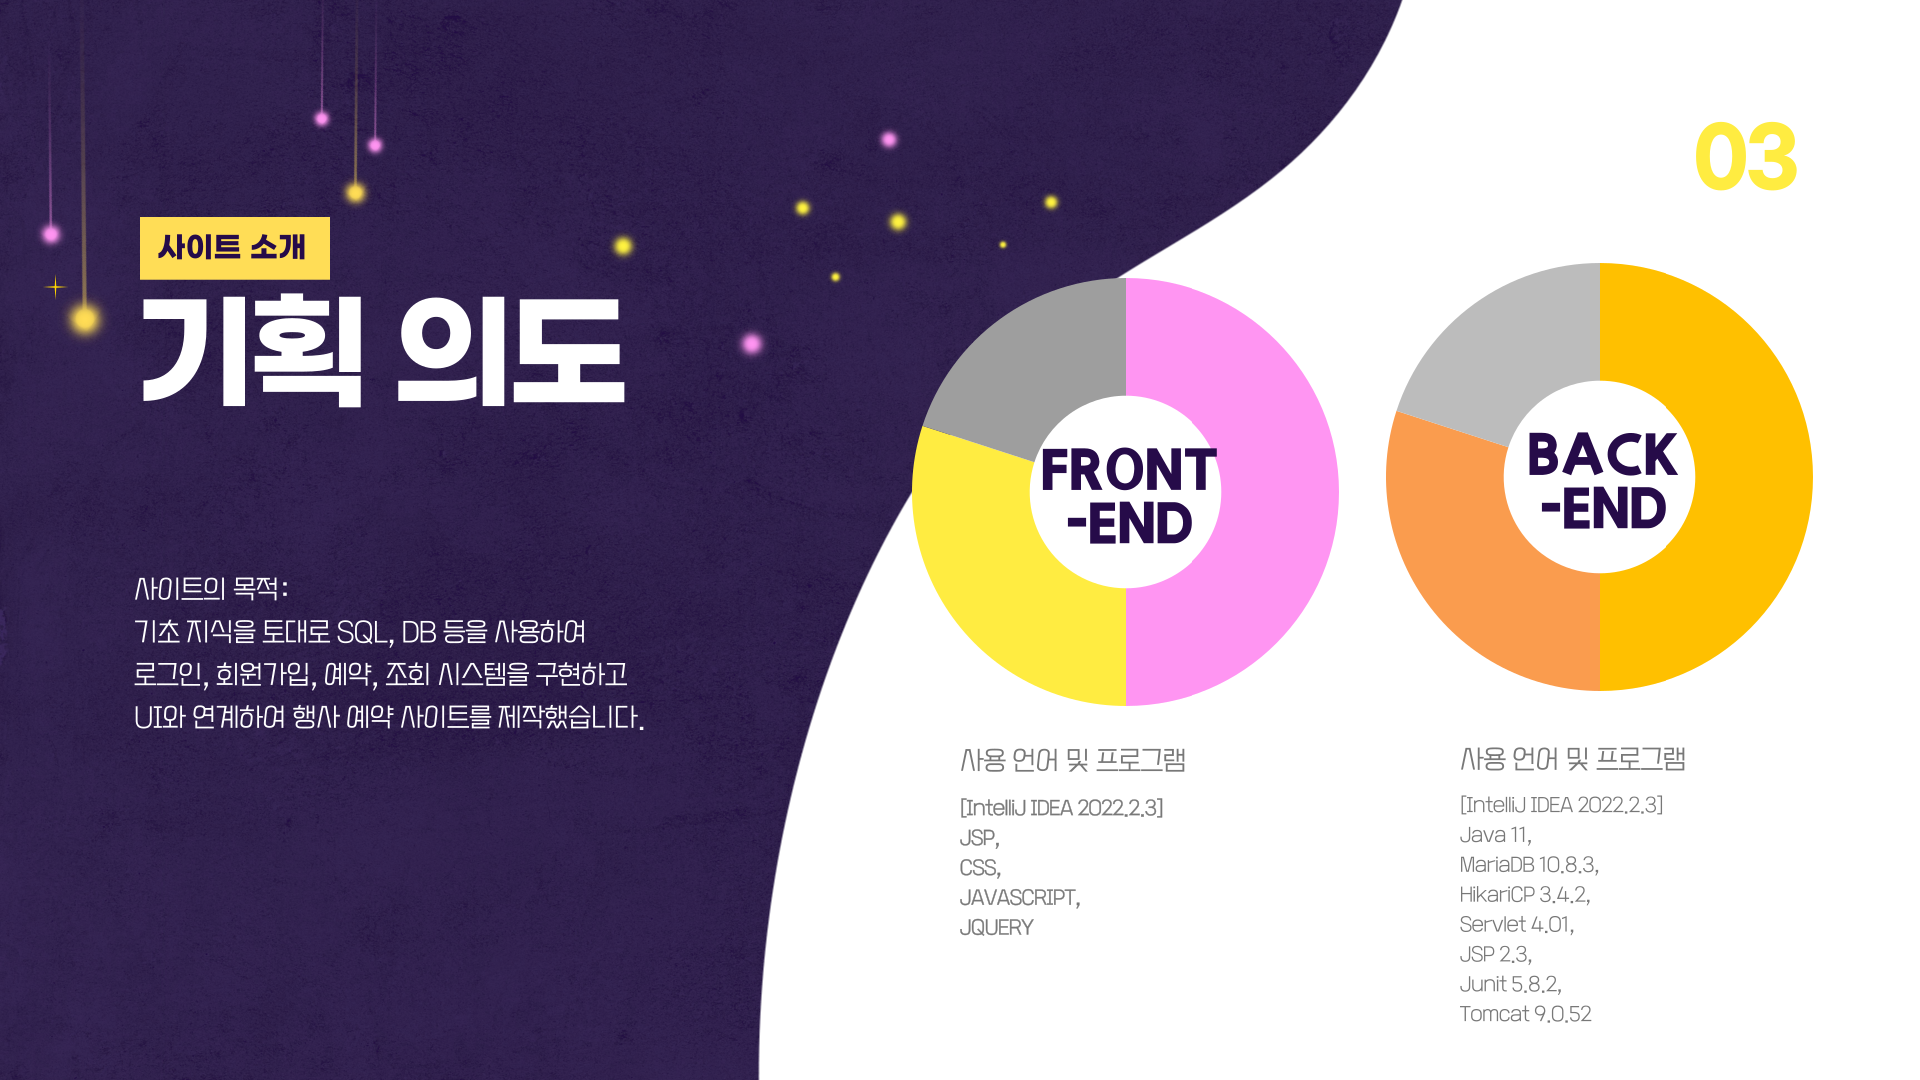 03
사이트 소개
기획 의도
사이트의 목적:
기초 지식을 토대로 SQL, DB 등을 사용하여
로그인, 회원가입, 예약, 조회 시스템을 구현하고
UI와 연계하여 행사 예약 사이트를 제작했습니다.
FRONT
-END
사용 언어 및 프로그램
[IntelliJ IDEA 2022.2.3]
JSP,
CSS,
JAVASCRIPT,
JQUERY
BACK
-END
사용 언어 및 프로그램
[IntelliJ IDEA 2022.2.3]
Java 11,
MariaDB 10.8.3,
HikariCP 3.4.2,
Servlet 4.01,
JSP 2.3,
Junit 5.8.2,
Tomcat 9.0.52